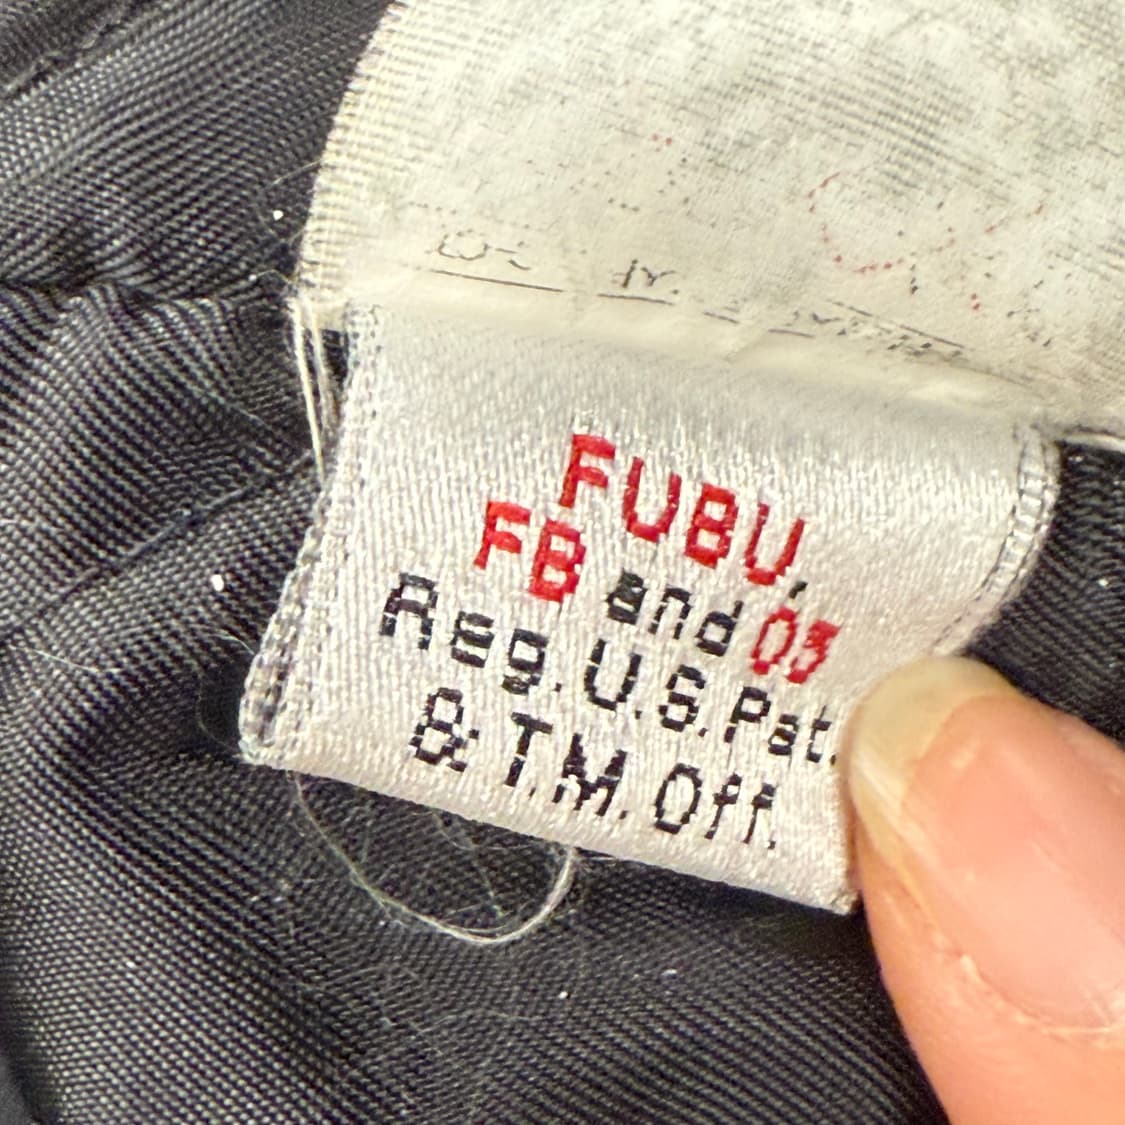 FUBU,
FB and 05
Reg. U.S. Pat.
& T.M. Off.